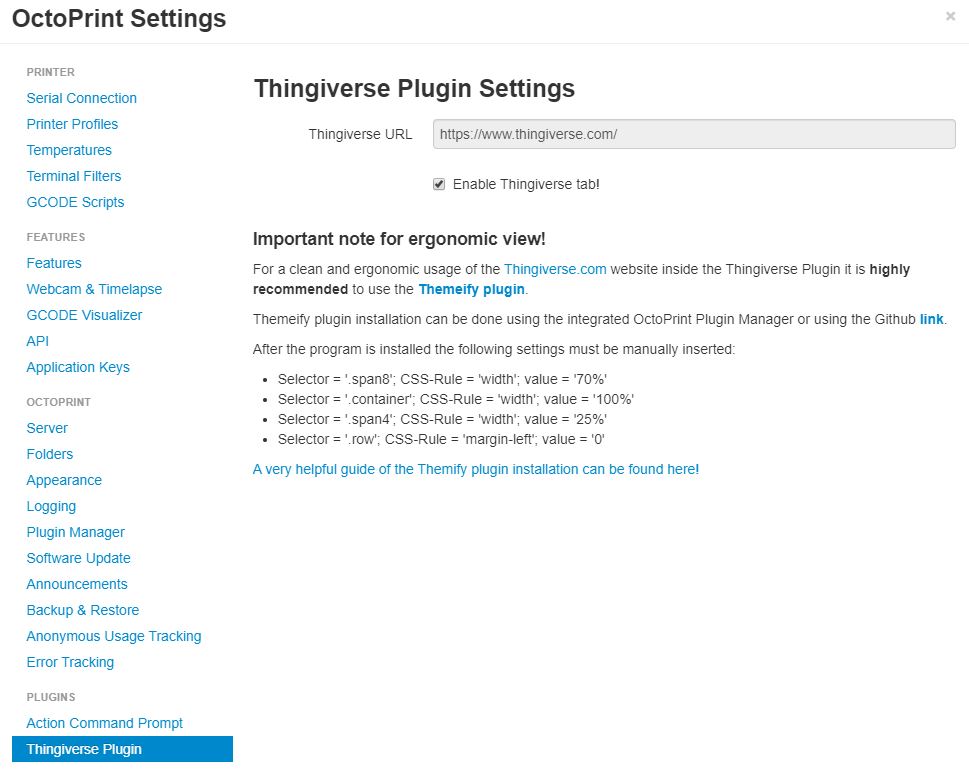 OctoPrint Settings
×
PRINTER
Serial Connection
Printer Profiles
Temperatures
Terminal Filters
GCODE Scripts
FEATURES
Features
Webcam & Timelapse
GCODE Visualizer
API
Application Keys
OCTOPRINT
Server
Folders
Appearance
Logging
Plugin Manager
Software Update
Announcements
Backup & Restore
Anonymous Usage Tracking
Error Tracking
PLUGINS
Action Command Prompt
Thingiverse Plugin
Thingiverse Plugin Settings
Thingiverse URL https://www.thingiverse.com/
Enable Thingiverse tab!
Important note for ergonomic view!
For a clean and ergonomic usage of the Thingiverse.com website inside the Thingiverse Plugin it is highly
recommended to use the Themeify plugin.
Themeify plugin installation can be done using the integrated OctoPrint Plugin Manager or using the Github link.
After the program is installed the following settings must be manually inserted:
• Selector = '.span8'; CSS-Rule = 'width'; value = '70%'
• Selector = '.container'; CSS-Rule = 'width'; value = '100%'
• Selector = '.span4'; CSS-Rule = 'width'; value = '25%'
• Selector = '.row'; CSS-Rule = 'margin-left'; value = '0'
A very helpful guide of the Themify plugin installation can be found here!